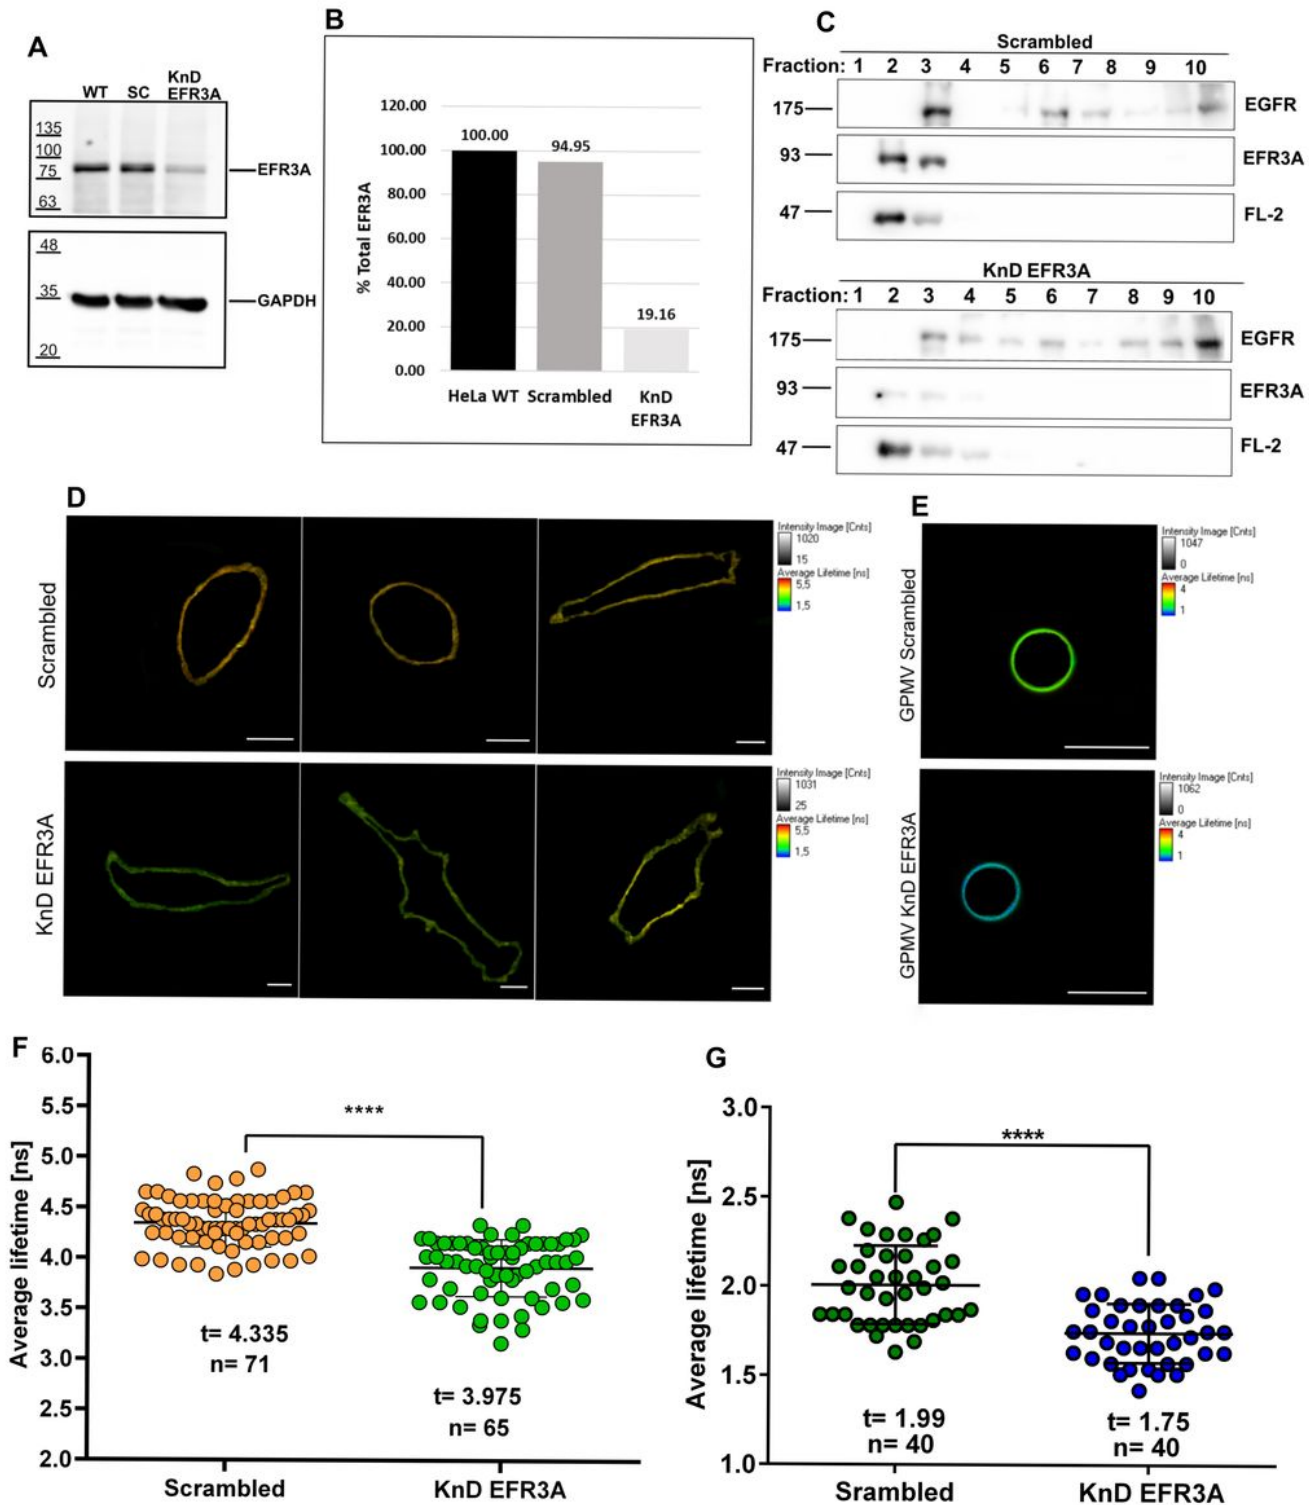 A
WT SC KnD EFR3A
135
100
75
63
EFR3A
48
35
20
GAPDH
B
120.00
100.00
80.00
60.00
40.00
20.00
0.00
% Total EFR3A
100.00
94.95
19.16
HeLa WT Scrambled KnD
EFR3A
C
Scrambled
Fraction: 1 2 3 4 5 6 7 8 9 10
175 EGFR
93 EFR3A
47 FL-2
KnD EFR3A
Fraction: 1 2 3 4 5 6 7 8 9 10
175 EGFR
93 EFR3A
47 FL-2
D
Scrambled
Intensity Image [Cnts]
1020
15
Average Lifetime [ns]
5,5
1,5
KnD EFR3A
Intensity Image [Cnts]
1031
25
Average Lifetime [ns]
5,5
1,5
E
GPMV Scrambled
Intensity Image [Cnts]
1047
0
Average Lifetime [ns]
4
1
GPMV KnD EFR3A
Intensity Image [Cnts]
1062
0
Average Lifetime [ns]
4
1
F
Average lifetime [ns]
6.0
5.5
5.0
4.5
4.0
3.5
3.0
2.5
2.0
****
t= 4.335
n= 71
t= 3.975
n= 65
Scrambled KnD EFR3A
G
Average lifetime [ns]
3.0
2.5
2.0
1.5
1.0
****
t= 1.99
n= 40
t= 1.75
n= 40
Srambled KnD EFR3A